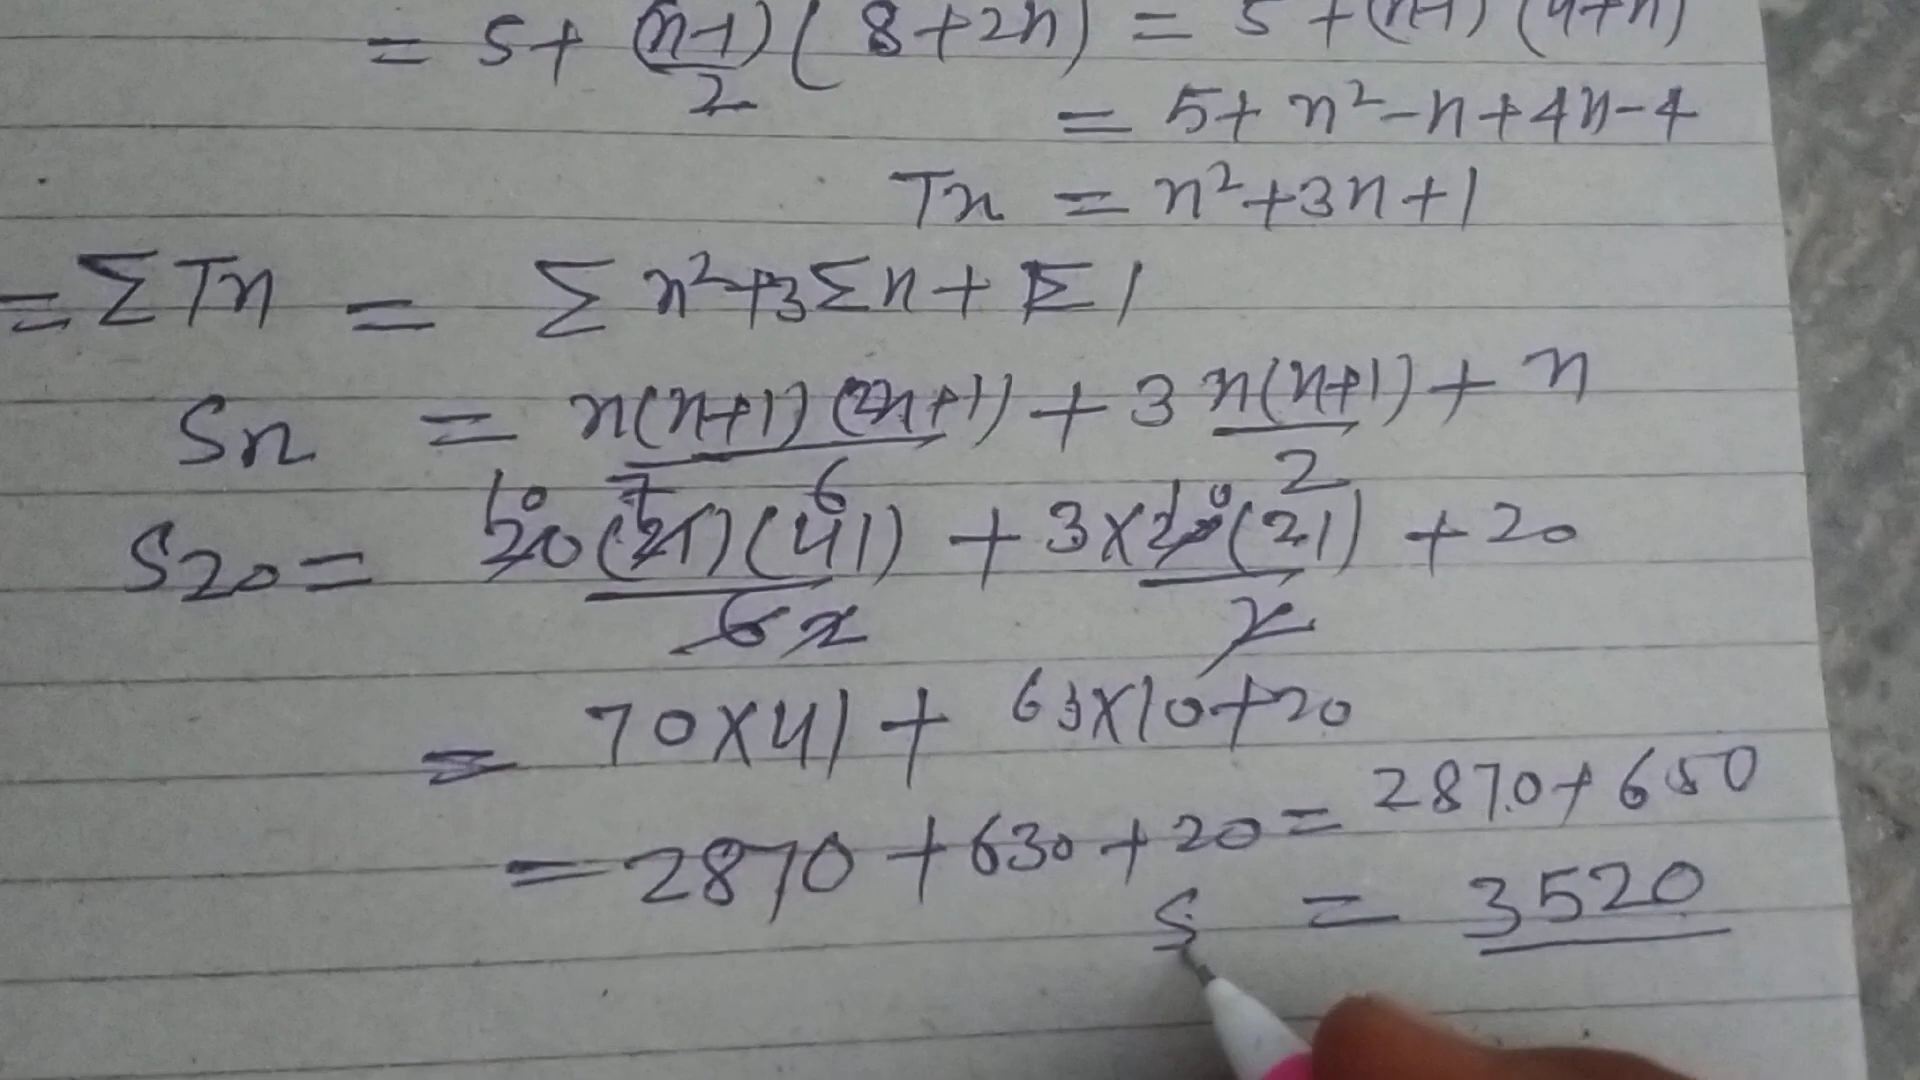 = 5+ (n-1)/2 (8+2n) = 5+(n-1)(4+n)
= 5+n²-n+4n-4
Tn = n²+3n+1
=ΣTn = Σn²+3Σn+Σ1
Sn = n(n+1)(2n+1)/6 + 3 n(n+1)/2 + n
S20= 20(21)(41)/6 + 3×20(21)/2 +20
= 70×41+ 63×10+20
= 2870+630+20= 2870+650
S = 3520